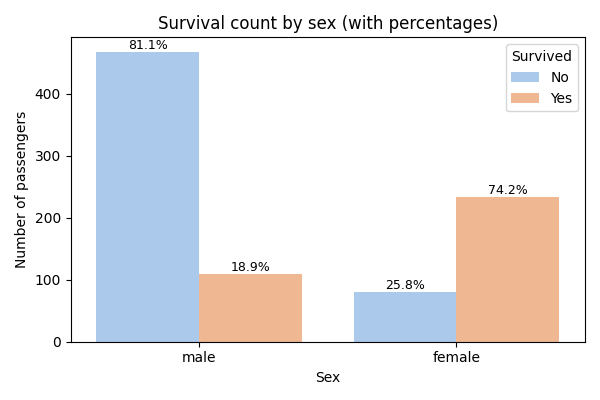 Survival count by sex (with percentages)
Survived
No
Yes
81.1%
18.9%
25.8%
74.2%
Number of passengers
400
300
200
100
0
male
female
Sex